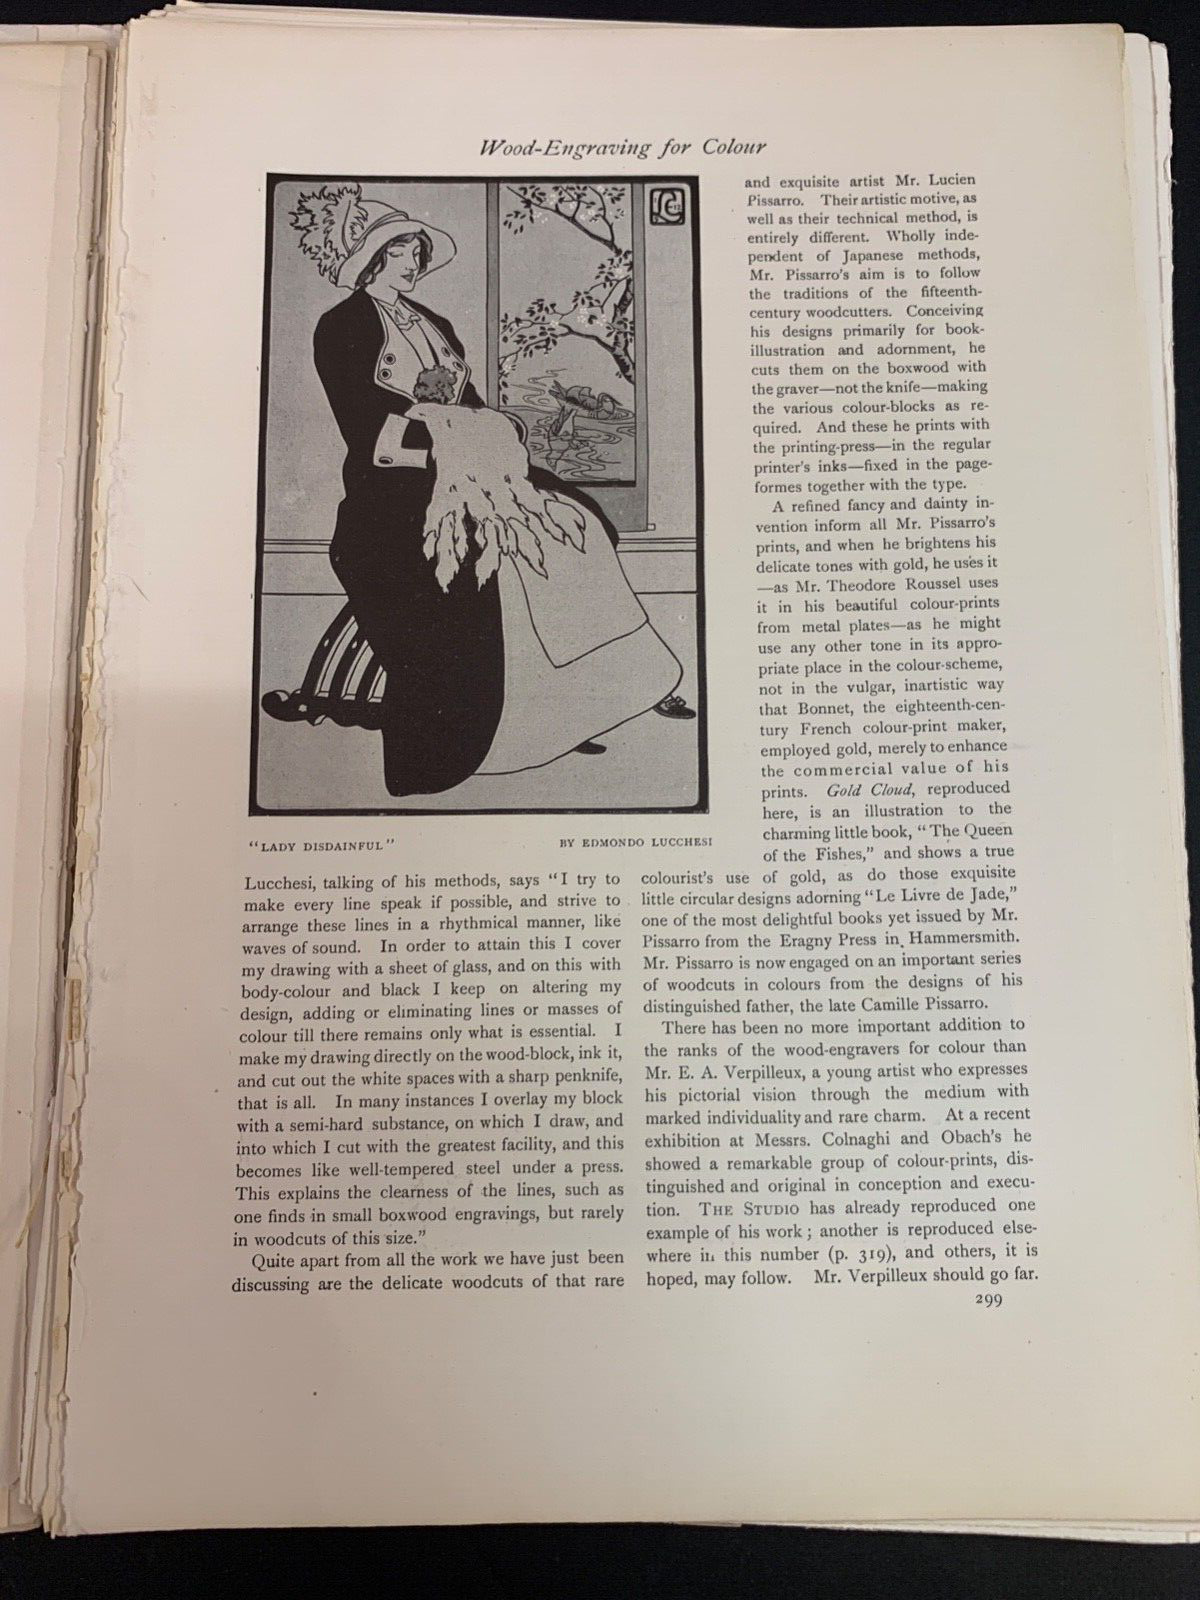 Wood-Engraving for Colour
"LADY DISDAINFUL"
BY EDMONDO LUCCHESI
Lucchesi, talking of his methods, says "I try to
make every line speak if possible, and strive to
arrange these lines in a rhythmical manner, like
waves of sound. In order to attain this I cover
my drawing with a sheet of glass, and on this with
body-colour and black I keep on altering my
design, adding or eliminating lines or masses of
colour till there remains only what is essential. I
make my drawing directly on the wood-block, ink it,
and cut out the white spaces with a sharp penknife,
that is all. In many instances I overlay my block
with a semi-hard substance, on which I draw, and
into which I cut with the greatest facility, and this
becomes like well-tempered steel under a press.
This explains the clearness of the lines, such as
one finds in small boxwood engravings, but rarely
in woodcuts of this size."
Quite apart from all the work we have just been
discussing are the delicate woodcuts of that rare
and exquisite artist Mr. Lucien
Pissarro. Their artistic motive, as
well as their technical method, is
entirely different. Wholly inde-
pendent of Japanese methods,
Mr. Pissarro's aim is to follow
the traditions of the fifteenth-
century woodcutters. Conceiving
his designs primarily for book-
illustration and adornment, he
cuts them on the boxwood with
the graver—not the knife—making
the various colour-blocks as re-
quired. And these he prints with
the printing-press—in the regular
printer's inks—fixed in the page-
formes together with the type.
A refined fancy and dainty in-
vention inform all Mr. Pissarro's
prints, and when he brightens his
delicate tones with gold, he uses it
—as Mr. Theodore Roussel uses
it in his beautiful colour-prints
from metal plates—as he might
use any other tone in its appro-
priate place in the colour-scheme,
not in the vulgar, inartistic way
that Bonnet, the eighteenth-cen-
tury French colour-print maker,
employed gold, merely to enhance
the commercial value of his
prints. Gold Cloud, reproduced
here, is an illustration to the
charming little book, "The Queen
of the Fishes," and shows a true
colourist's use of gold, as do those exquisite
little circular designs adorning "Le Livre de Jade,"
one of the most delightful books yet issued by Mr.
Pissarro from the Eragny Press in Hammersmith.
Mr. Pissarro is now engaged on an important series
of woodcuts in colours from the designs of his
distinguished father, the late Camille Pissarro.
There has been no more important addition to
the ranks of the wood-engravers for colour than
Mr. E. A. Verpilleux, a young artist who expresses
his pictorial vision through the medium with
marked individuality and rare charm. At a recent
exhibition at Messrs. Colnaghi and Obach's he
showed a remarkable group of colour-prints, dis-
tinguished and original in conception and execu-
tion. THE STUDIO has already reproduced one
example of his work; another is reproduced else-
where in this number (p. 319), and others, it is
hoped, may follow. Mr. Verpilleux should go far.
299